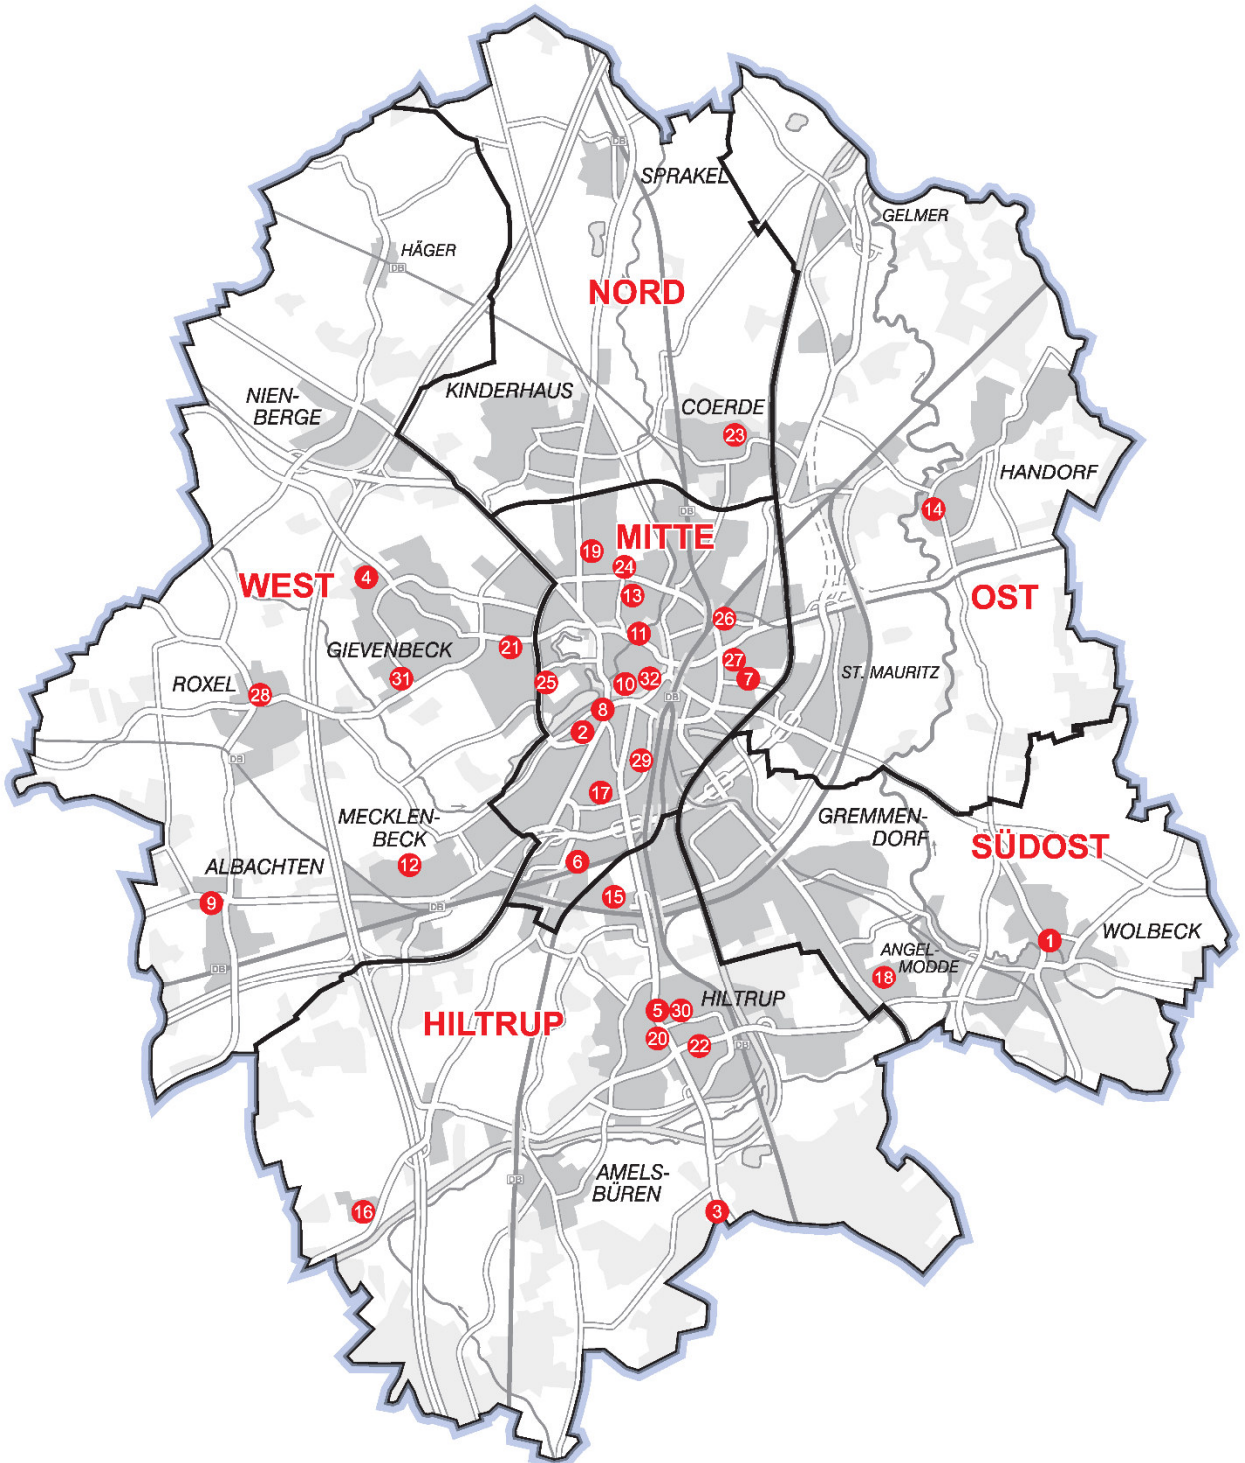 DB
SPRAKEL
GELMER
HÄGER
DB
NORD
KINDERHAUS
NIEN-
BERGE
COERDE
23
HANDORF
DB
14
MITTE
19
24
WEST
4
13
OST
26
11
21
GIEVENBECK
27
ST. MAURITZ
ROXEL
31
28
25
10
32
7
DB
8
2
DB
29
17
MECKLEN-
BECK
GREMMEN-
DORF
SÜDOST
12
6
ALBACHTEN
15
9
DB
1
WOLBECK
ANGEL-
MODDE
18
DB
HILTRUP
5
30
HILTRUP
20
22
DB
AMELS-
BÜREN
DB
16
3